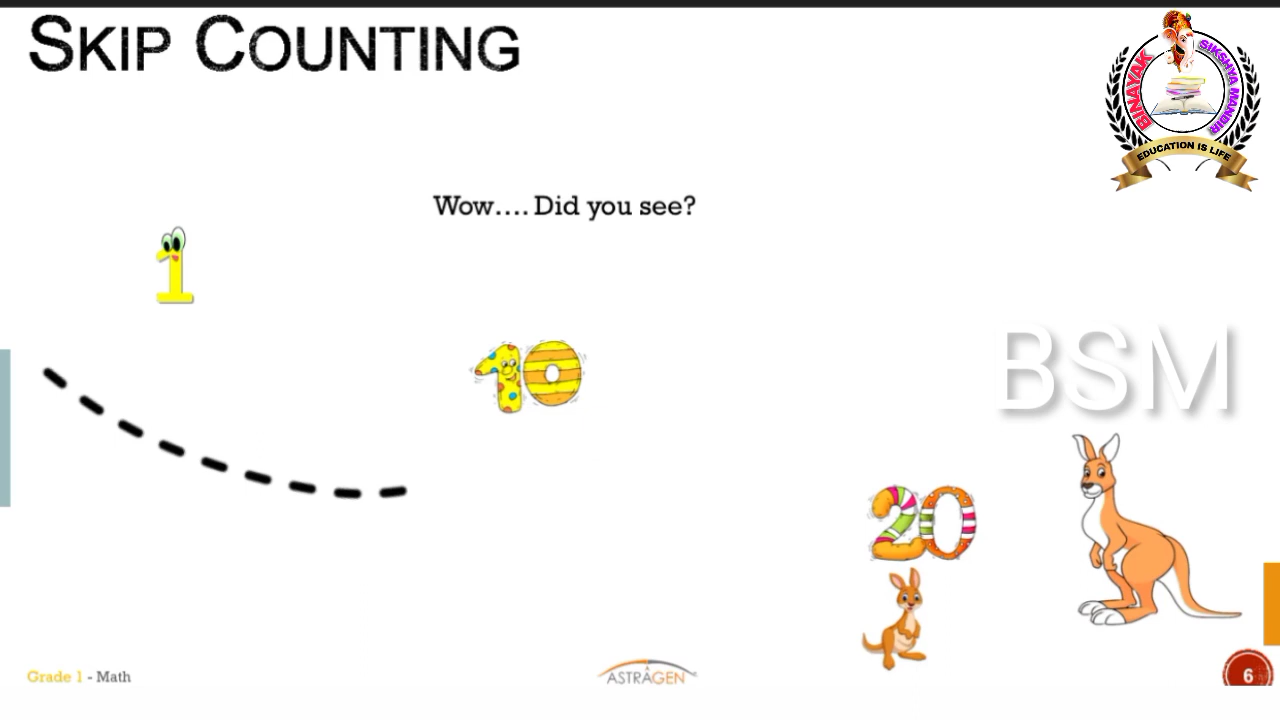 SKIP COUNTING
BINAYAK SIKSHYA MANDIR
EDUCATION IS LIFE
Wow.... Did you see?
1
10
BSM
20
Grade 1 - Math
ASTRAGEN
6